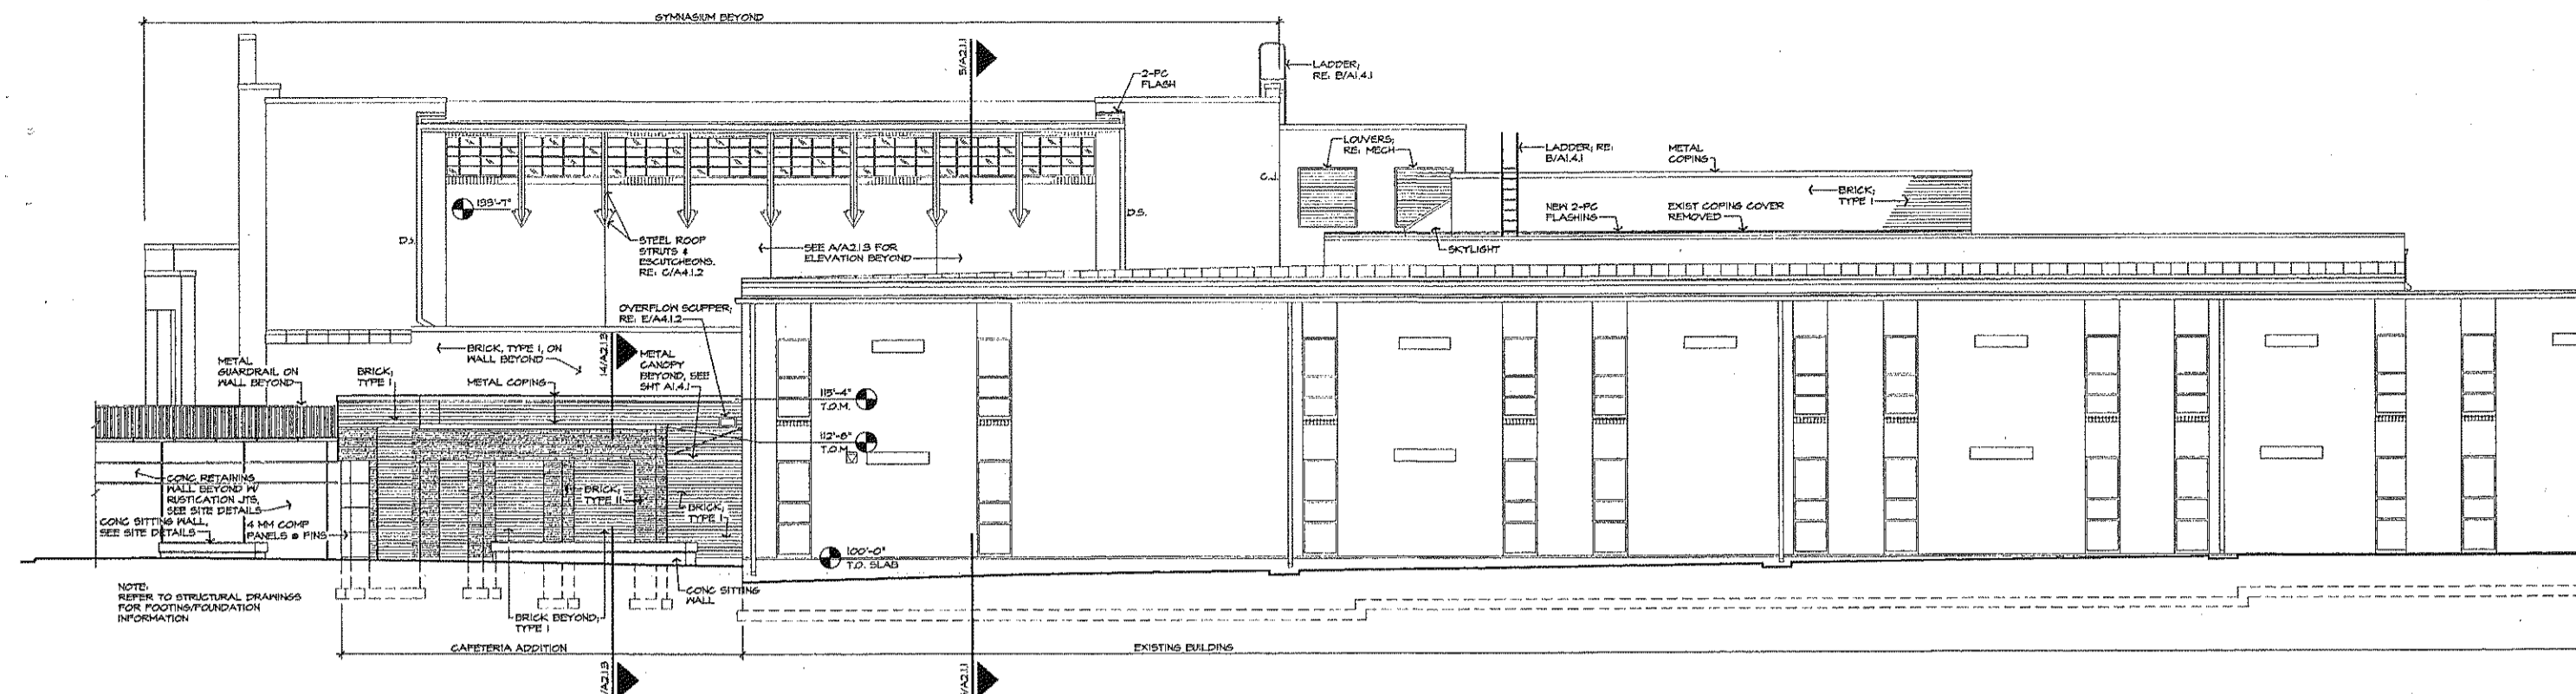 GYMNASIUM BEYOND
5/A2.1.1
2-PC
FLASH
LADDER;
RE: B/A1.4.1
LOUVERS;
RE: MECH
LADDER; RE:
B/A1.4.1
METAL
COPING
C.J.
BRICK;
TYPE I
D.S.
NEW 2-PC
FLASHING
EXIST COPING COVER
REMOVED
SKYLIGHT
D.S.
STEEL ROOF
STRUTS &
ESCUTCHEONS.
RE: C/A4.1.2
SEE A/A2.1.3 FOR
ELEVATION BEYOND
OVERFLOW SCUPPER;
RE: E/A4.1.2
14/A2.1.3
BRICK, TYPE I, ON
WALL BEYOND
METAL
CANOPY
BEYOND, SEE
SHT A1.4.1
METAL
GUARDRAIL ON
WALL BEYOND
BRICK;
TYPE I
METAL COPING
115'-4"
T.O.M.
112'-8"
T.O.M.
CONC RETAINING
WALL BEYOND W/
RUSTICATION JTS,
SEE SITE DETAILS
CONC SITTING WALL,
SEE SITE DETAILS
4 MM COMP
PANELS @ FINS
BRICK;
TYPE II
BRICK;
TYPE I
100'-0"
T.O. SLAB
NOTE:
REFER TO STRUCTURAL DRAWINGS
FOR FOOTING/FOUNDATION
INFORMATION
CONC SITTING
WALL
BRICK BEYOND;
TYPE I
CAFETERIA ADDITION
EXISTING BUILDING